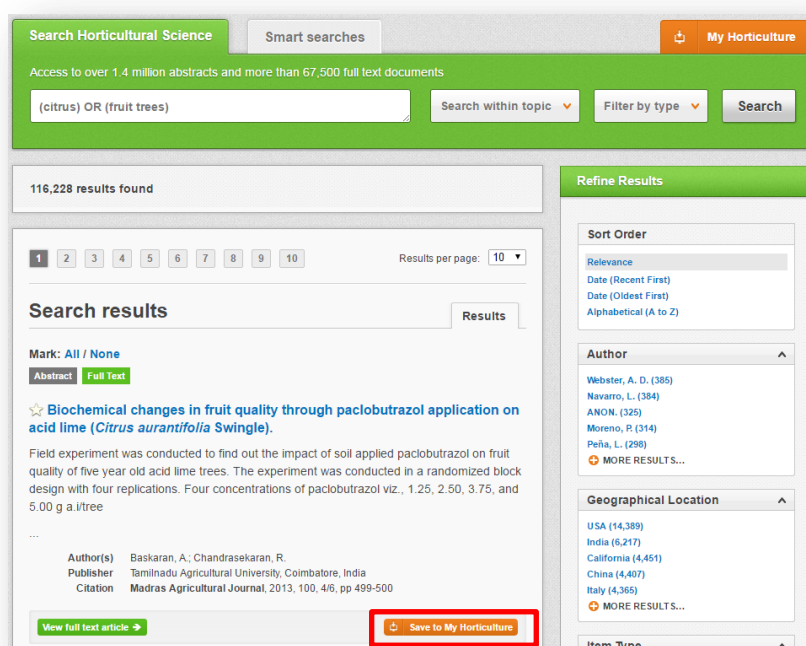 Search Horticultural Science
Smart searches
My Horticulture
Access to over 1.4 million abstracts and more than 67,500 full text documents
(citrus) OR (fruit trees)
Search within topic
Filter by type
Search
116,228 results found
1 2 3 4 5 6 7 8 9 10
Results per page: 10
Search results
Results
Mark: All / None
Abstract
Full Text
Biochemical changes in fruit quality through paclobutrazol application on
acid lime (Citrus aurantifolia Swingle).
Field experiment was conducted to find out the impact of soil applied paclobutrazol on fruit
quality of five year old acid lime trees. The experiment was conducted in a randomized block
design with four replications. Four concentrations of paclobutrazol viz., 1.25, 2.50, 3.75, and
5.00 g a.i/tree
...
Author(s) Baskaran, A.; Chandrasekaran, R.
Publisher Tamilnadu Agricultural University, Coimbatore, India
Citation Madras Agricultural Journal, 2013, 100, 4/6, pp 499-500
View full text article
Save to My Horticulture
Refine Results
Sort Order
Relevance
Date (Recent First)
Date (Oldest First)
Alphabetical (A to Z)
Author
Webster, A. D. (385)
Navarro, L. (384)
ANON. (325)
Moreno, P. (314)
Peña, L. (298)
MORE RESULTS...
Geographical Location
USA (14,389)
India (6,217)
California (4,451)
China (4,407)
Italy (4,365)
MORE RESULTS...
Item Type